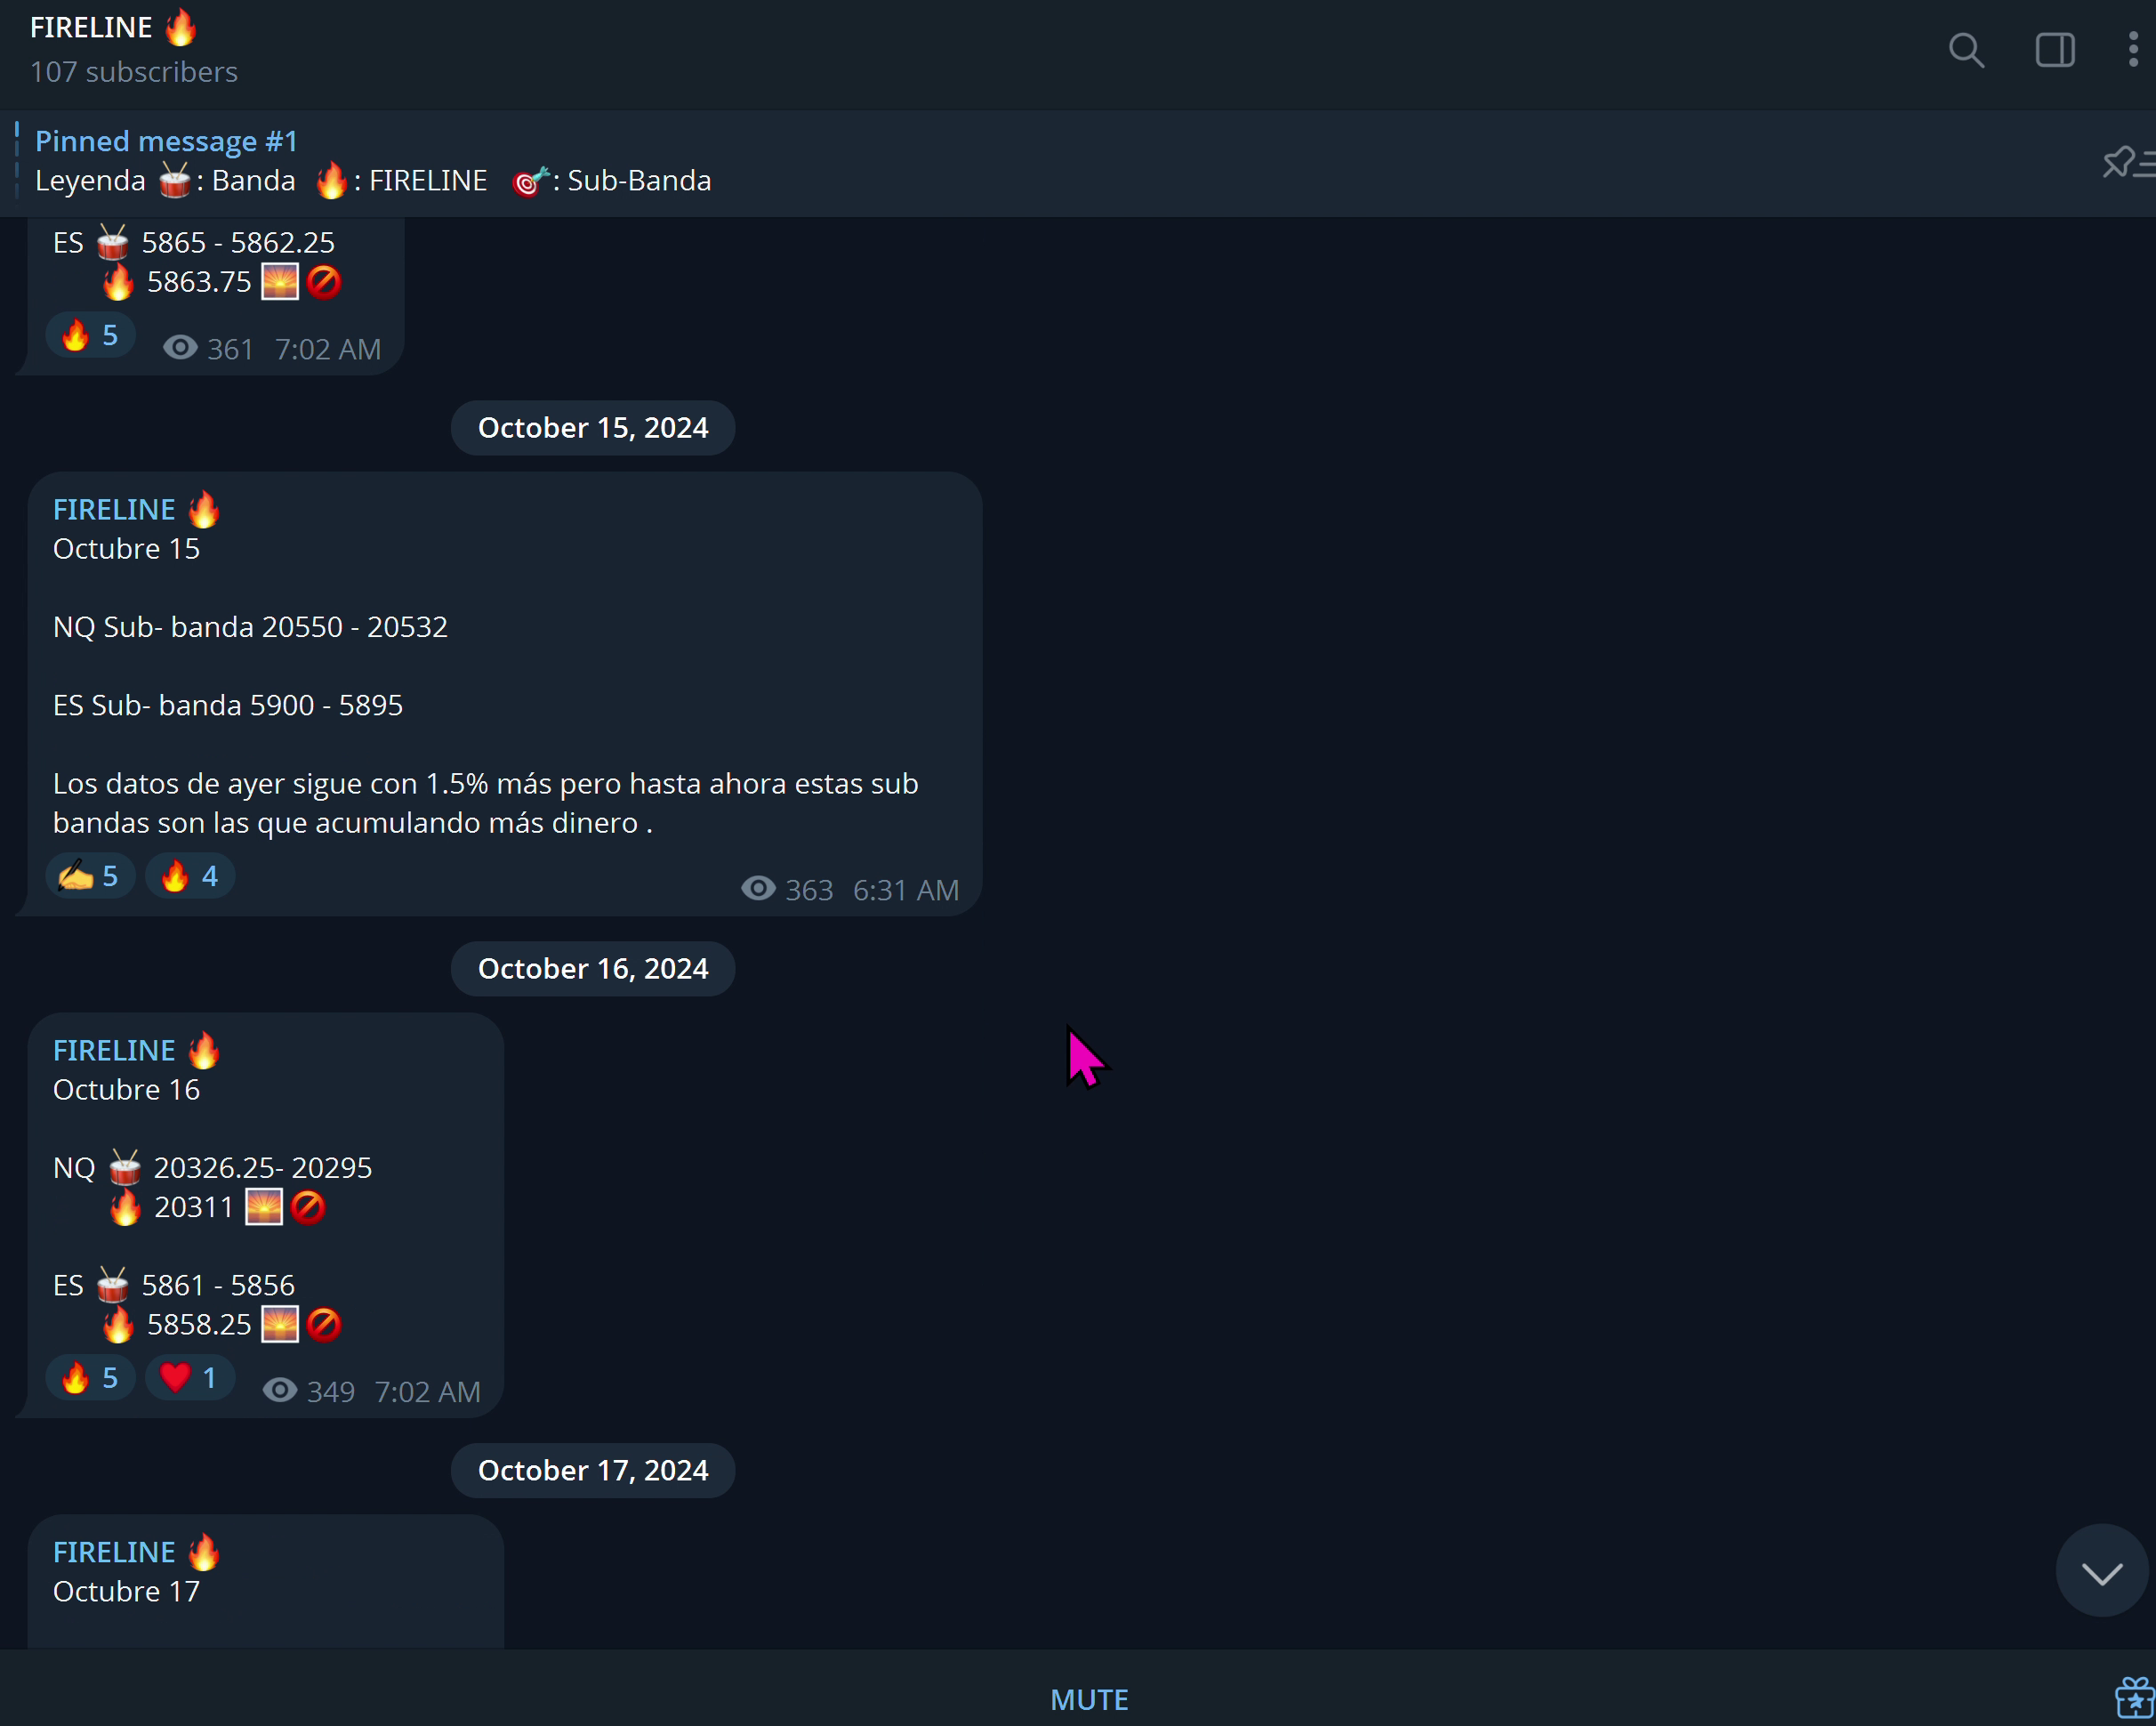 FIRELINE 🔥
107 subscribers
Pinned message #1
Leyenda 🥁: Banda 🔥: FIRELINE 🎯: Sub-Banda
ES 🥁 5865 - 5862.25
🔥 5863.75 🌅🚫
🔥 5 361 7:02 AM
October 15, 2024
FIRELINE 🔥
Octubre 15
NQ Sub- banda 20550 - 20532
ES Sub- banda 5900 - 5895
Los datos de ayer sigue con 1.5% más pero hasta ahora estas sub
bandas son las que acumulando más dinero .
✍ 5 🔥 4 363 6:31 AM
October 16, 2024
FIRELINE 🔥
Octubre 16
NQ 🥁 20326.25- 20295
🔥 20311 🌅🚫
ES 🥁 5861 - 5856
🔥 5858.25 🌅🚫
🔥 5 ❤ 1 349 7:02 AM
October 17, 2024
FIRELINE 🔥
Octubre 17
MUTE